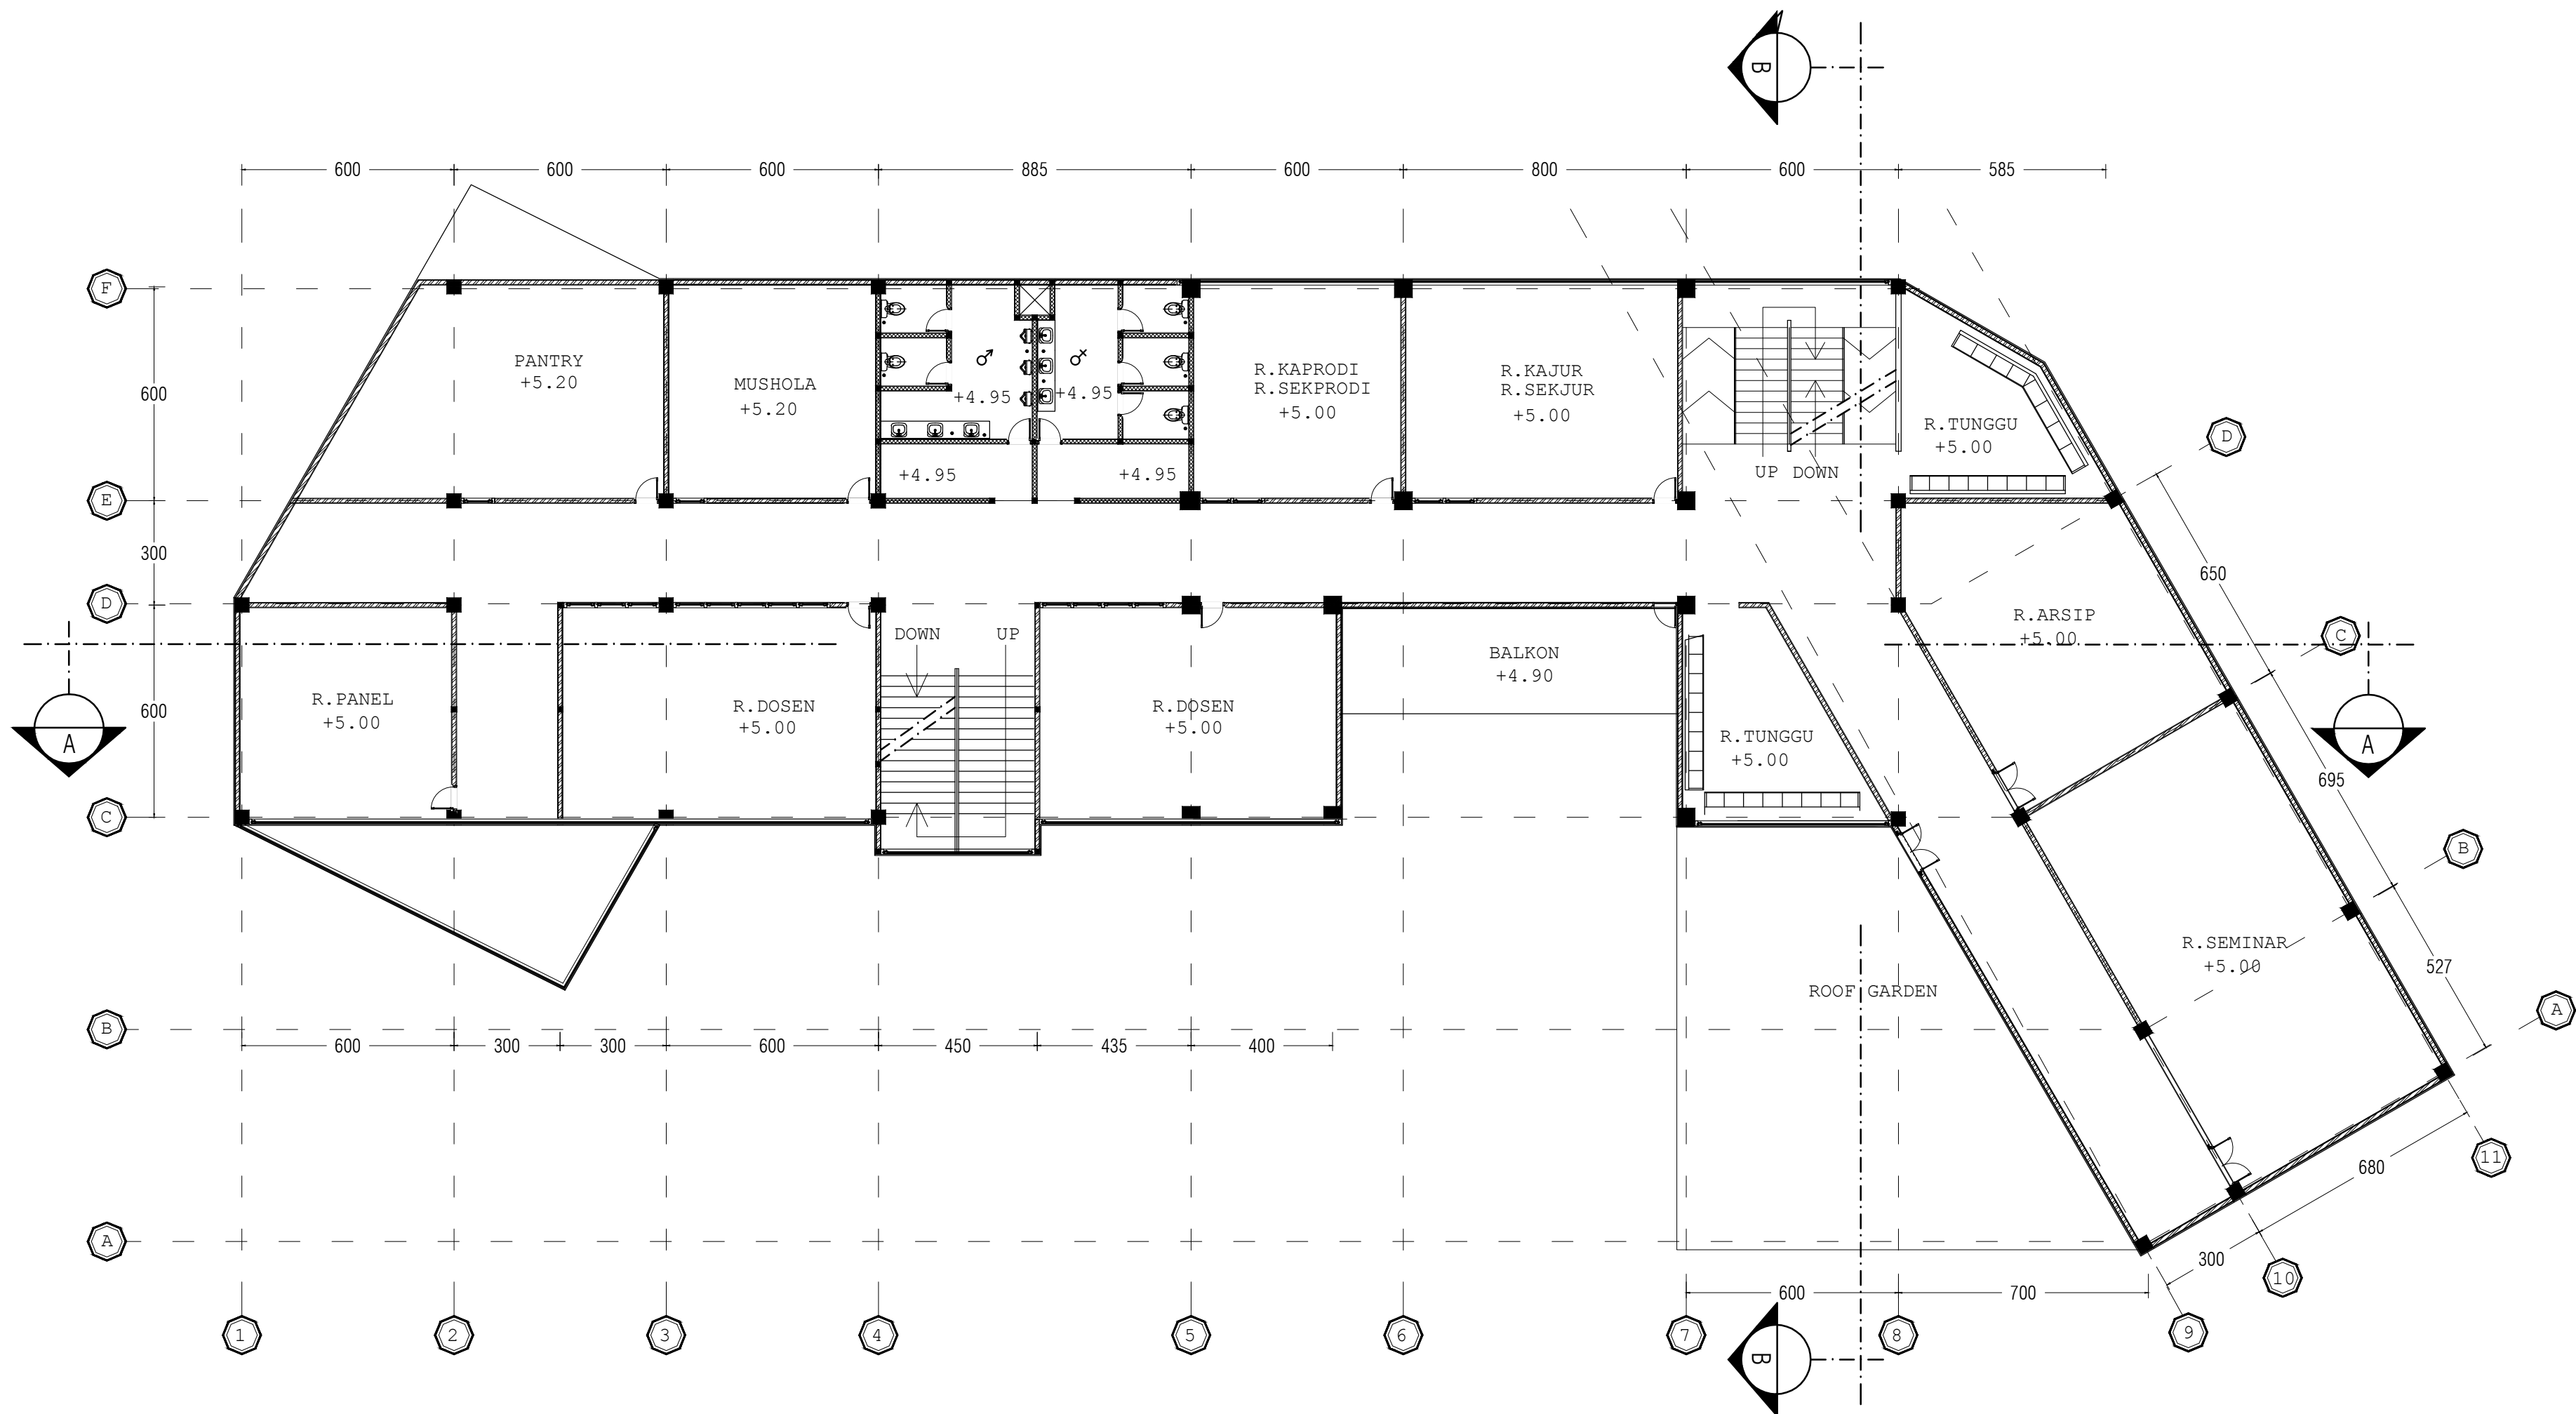 B
600 600 600 885 600 800 600 585
F
PANTRY
+5.20
MUSHOLA
+5.20
♂
+4.95
♀
+4.95
R.KAPRODI
R.SEKPRODI
+5.00
R.KAJUR
R.SEKJUR
+5.00
600
R.TUNGGU
+5.00
D
+4.95
+4.95
UP DOWN
E
300
650
D
R.ARSIP
+5.00
C
DOWN UP
BALKON
+4.90
A
R.PANEL
+5.00
600
R.DOSEN
+5.00
R.DOSEN
+5.00
R.TUNGGU
+5.00
A
695
C
B
R.SEMINAR
+5.00
527
ROOF GARDEN
A
B
600 300 300 600 450 435 400
11
680
A
300
10
600 700
1 2 3 4 5 6 7 8 9
B